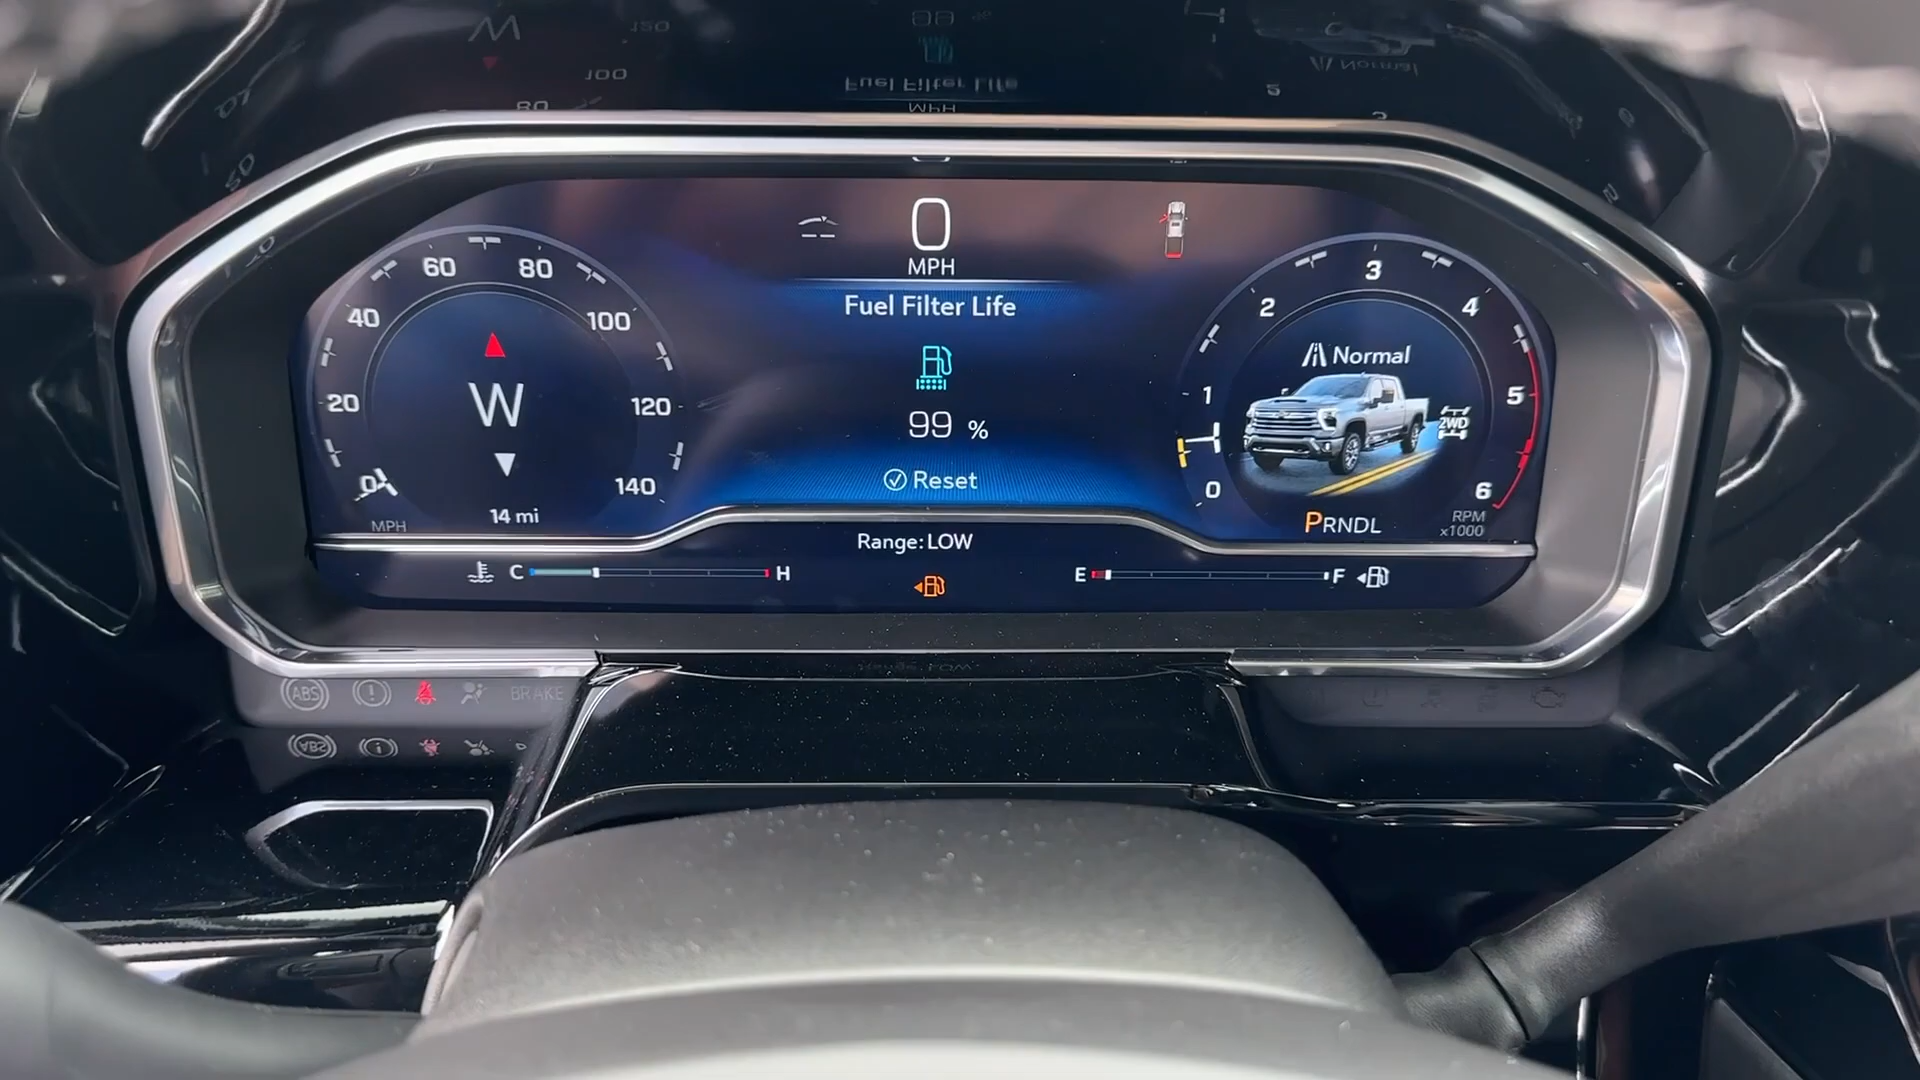 0
MPH
Fuel Filter Life
99 %
Reset
0
20
40
60
80
100
120
140
MPH
W
14 mi
0
1
2
3
4
5
6
RPM
x1000
Normal
2WD
PRNDL
Range: LOW
C
H
E
F
ABS
BRAKE